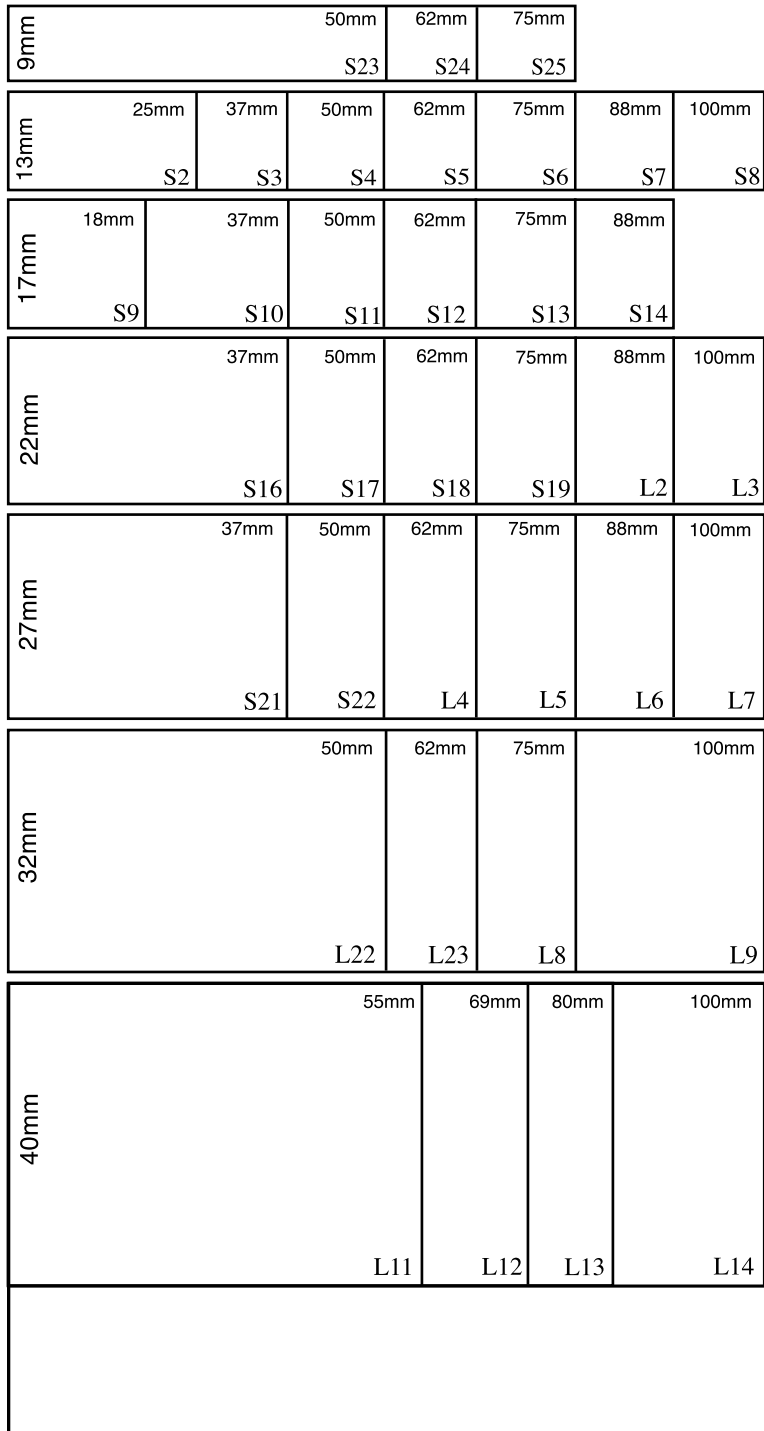 9mm
50mm 62mm 75mm
S23 S24 S25
13mm
25mm 37mm 50mm 62mm 75mm 88mm 100mm
S2 S3 S4 S5 S6 S7 S8
17mm
18mm 37mm 50mm 62mm 75mm 88mm
S9 S10 S11 S12 S13 S14
22mm
37mm 50mm 62mm 75mm 88mm 100mm
S16 S17 S18 S19 L2 L3
27mm
37mm 50mm 62mm 75mm 88mm 100mm
S21 S22 L4 L5 L6 L7
32mm
50mm 62mm 75mm 100mm
L22 L23 L8 L9
40mm
55mm 69mm 80mm 100mm
L11 L12 L13 L14